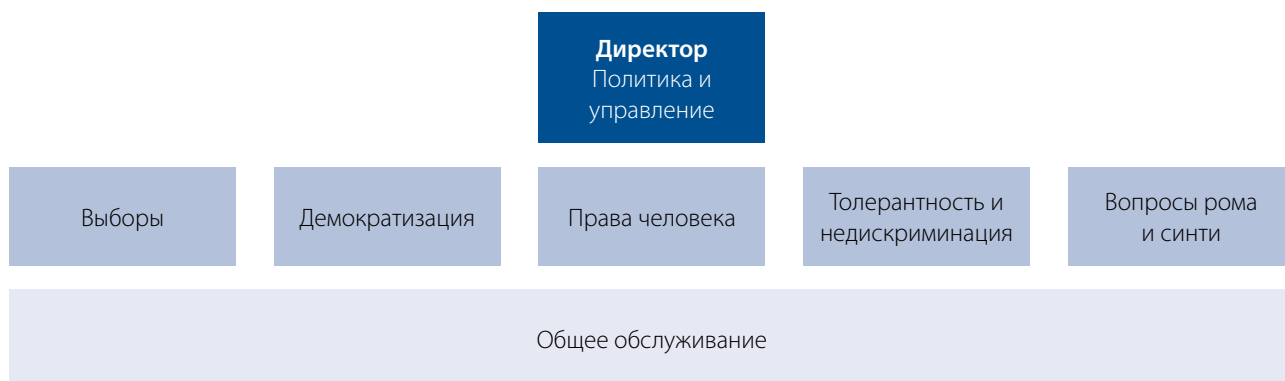 Директор
Политика и
управление
Выборы
Демократизация
Права человека
Толерантность и
недискриминация
Вопросы рома
и синти
Общее обслуживание